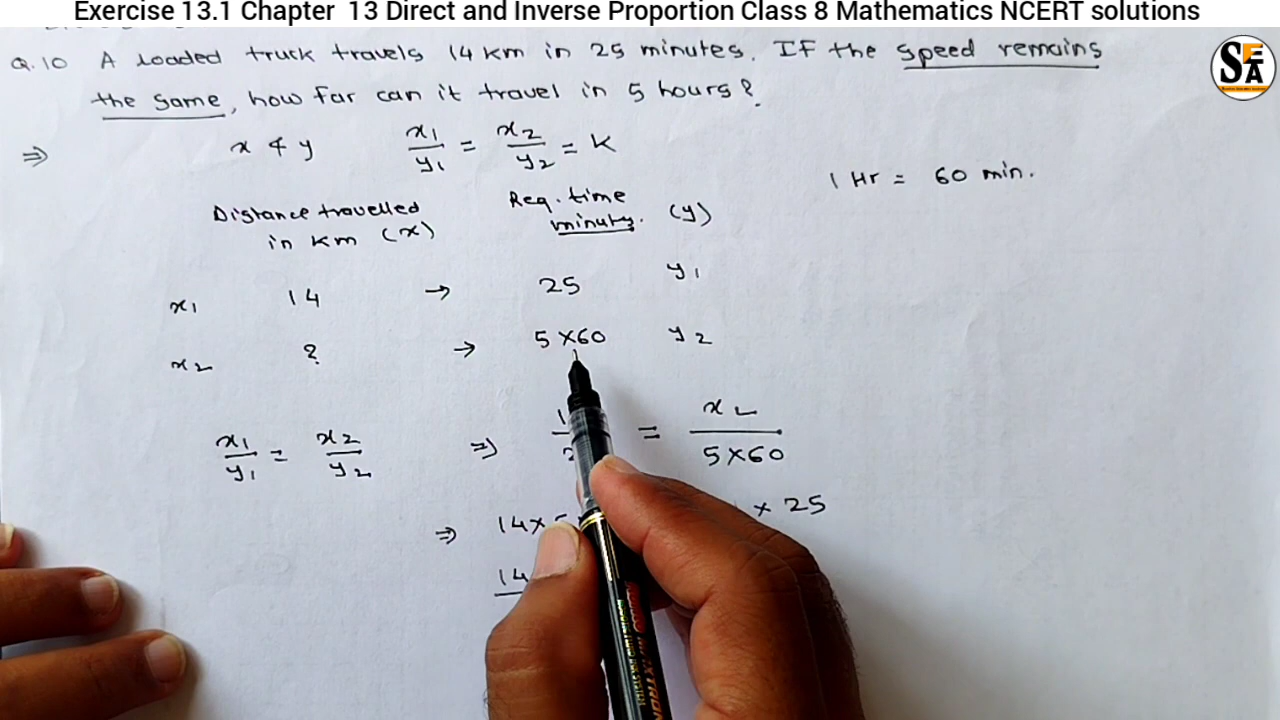 Exercise 13.1 Chapter 13 Direct and Inverse Proportion Class 8 Mathematics NCERT solutions
SFEA
Q.10 A loaded truck travels 14 km in 25 minutes. IF the speed remains
the same, how far can it travel in 5 hours?
⇒ x ∝ y x1/y1 = x2/y2 = K
1 Hr = 60 min.
Distance travelled in km (x)
Req. time minuts. (y)
x1 14 → 25 y1
x2 ? → 5×60 y2
x1/y1 = x2/y2 ⇒ = x2/5×60
⇒ 14× × 25
14